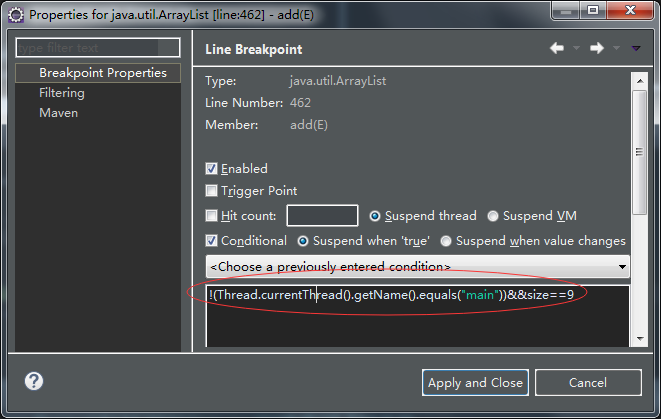 Properties for java.util.ArrayList [line:462] - add(E)
type filter text
Breakpoint Properties
Filtering
Maven
Line Breakpoint
Type: java.util.ArrayList
Line Number: 462
Member: add(E)
Enabled
Trigger Point
Hit count: Suspend thread Suspend VM
Conditional Suspend when 'true' Suspend when value changes
<Choose a previously entered condition>
!(Thread.currentThread().getName().equals("main"))&&size==9
? Apply and Close Cancel